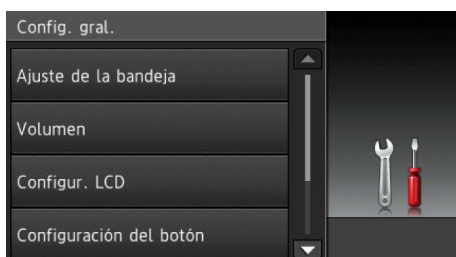 Config. gral.
Ajuste de la bandeja
Volumen
Configur. LCD
Configuración del botón